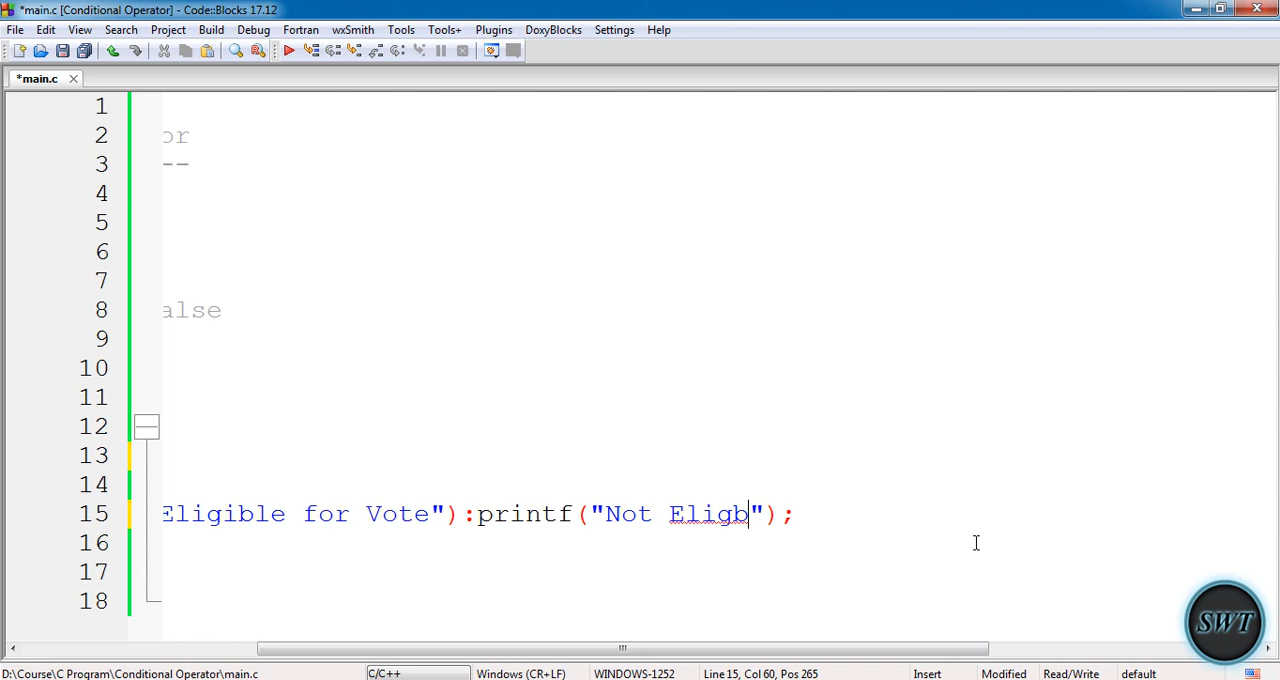 *main.c [Conditional Operator] - Code::Blocks 17.12
File Edit View Search Project Build Debug Fortran wxSmith Tools Tools+ Plugins DoxyBlocks Settings Help
*main.c
1
2 or
3 --
4
5
6
7
8 alse
9
10
11
12
13
14
15 Eligible for Vote"):printf("Not Eligb");
16
17
18
SWT
D:\Course\C Program\Conditional Operator\main.c C/C++ Windows (CR+LF) WINDOWS-1252 Line 15, Col 60, Pos 265 Insert Modified Read/Write default